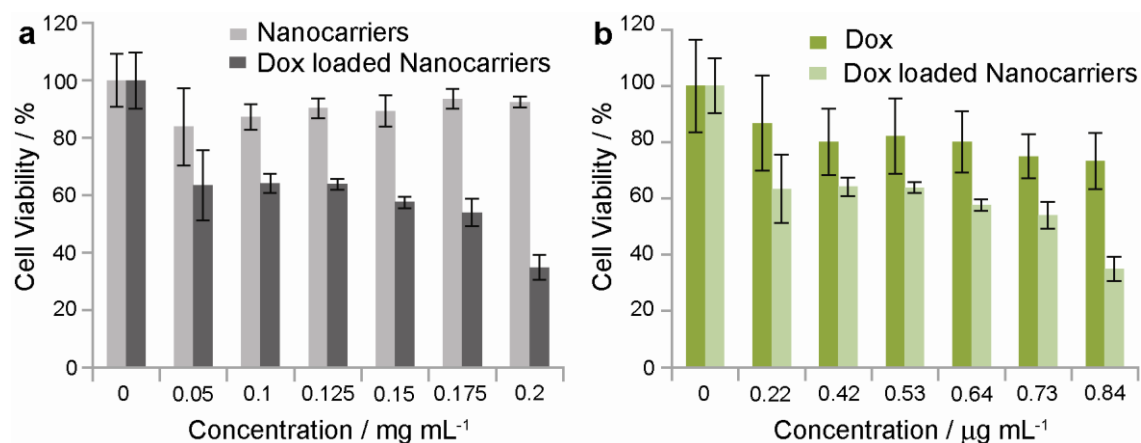 a
Nanocarriers
Dox loaded Nanocarriers
120
100
80
60
40
20
0
Cell Viability / %
0 0.05 0.1 0.125 0.15 0.175 0.2
Concentration / mg mL⁻¹
b
Dox
Dox loaded Nanocarriers
120
100
80
60
40
20
0
Cell Viability / %
0 0.22 0.42 0.53 0.64 0.73 0.84
Concentration / μg mL⁻¹